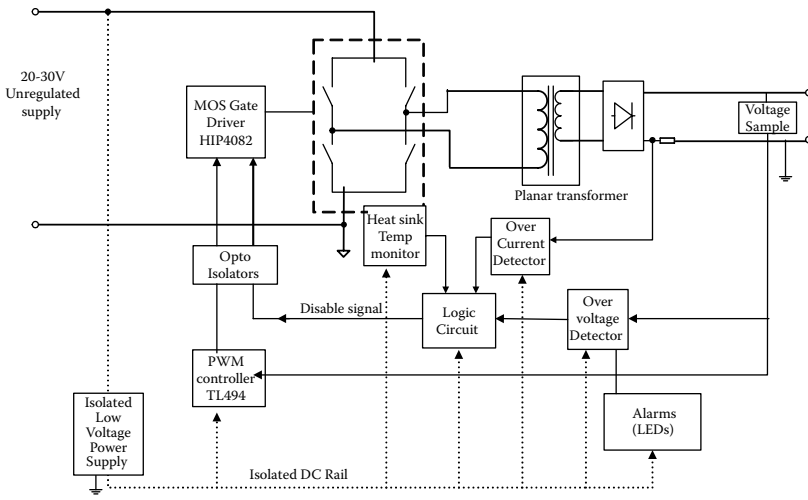 20-30V
Unregulated
supply
MOS Gate
Driver
HIP4082
Voltage
Sample
Planar transformer
Heat sink
Temp
monitor
Over
Current
Detector
Opto
Isolators
Disable signal
Logic
Circuit
Over
voltage
Detector
PWM
controller
TL494
Isolated
Low
Voltage
Power
Supply
Alarms
(LEDs)
Isolated DC Rail